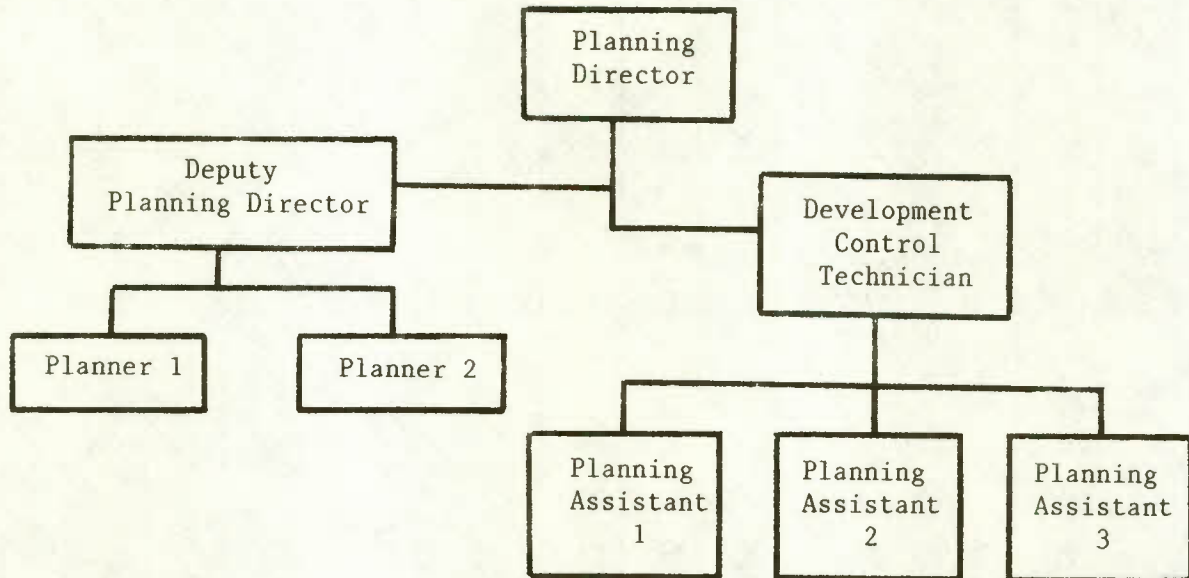 Planning
Director
Deputy
Planning Director
Development
Control
Technician
Planner 1
Planner 2
Planning
Assistant
1
Planning
Assistant
2
Planning
Assistant
3